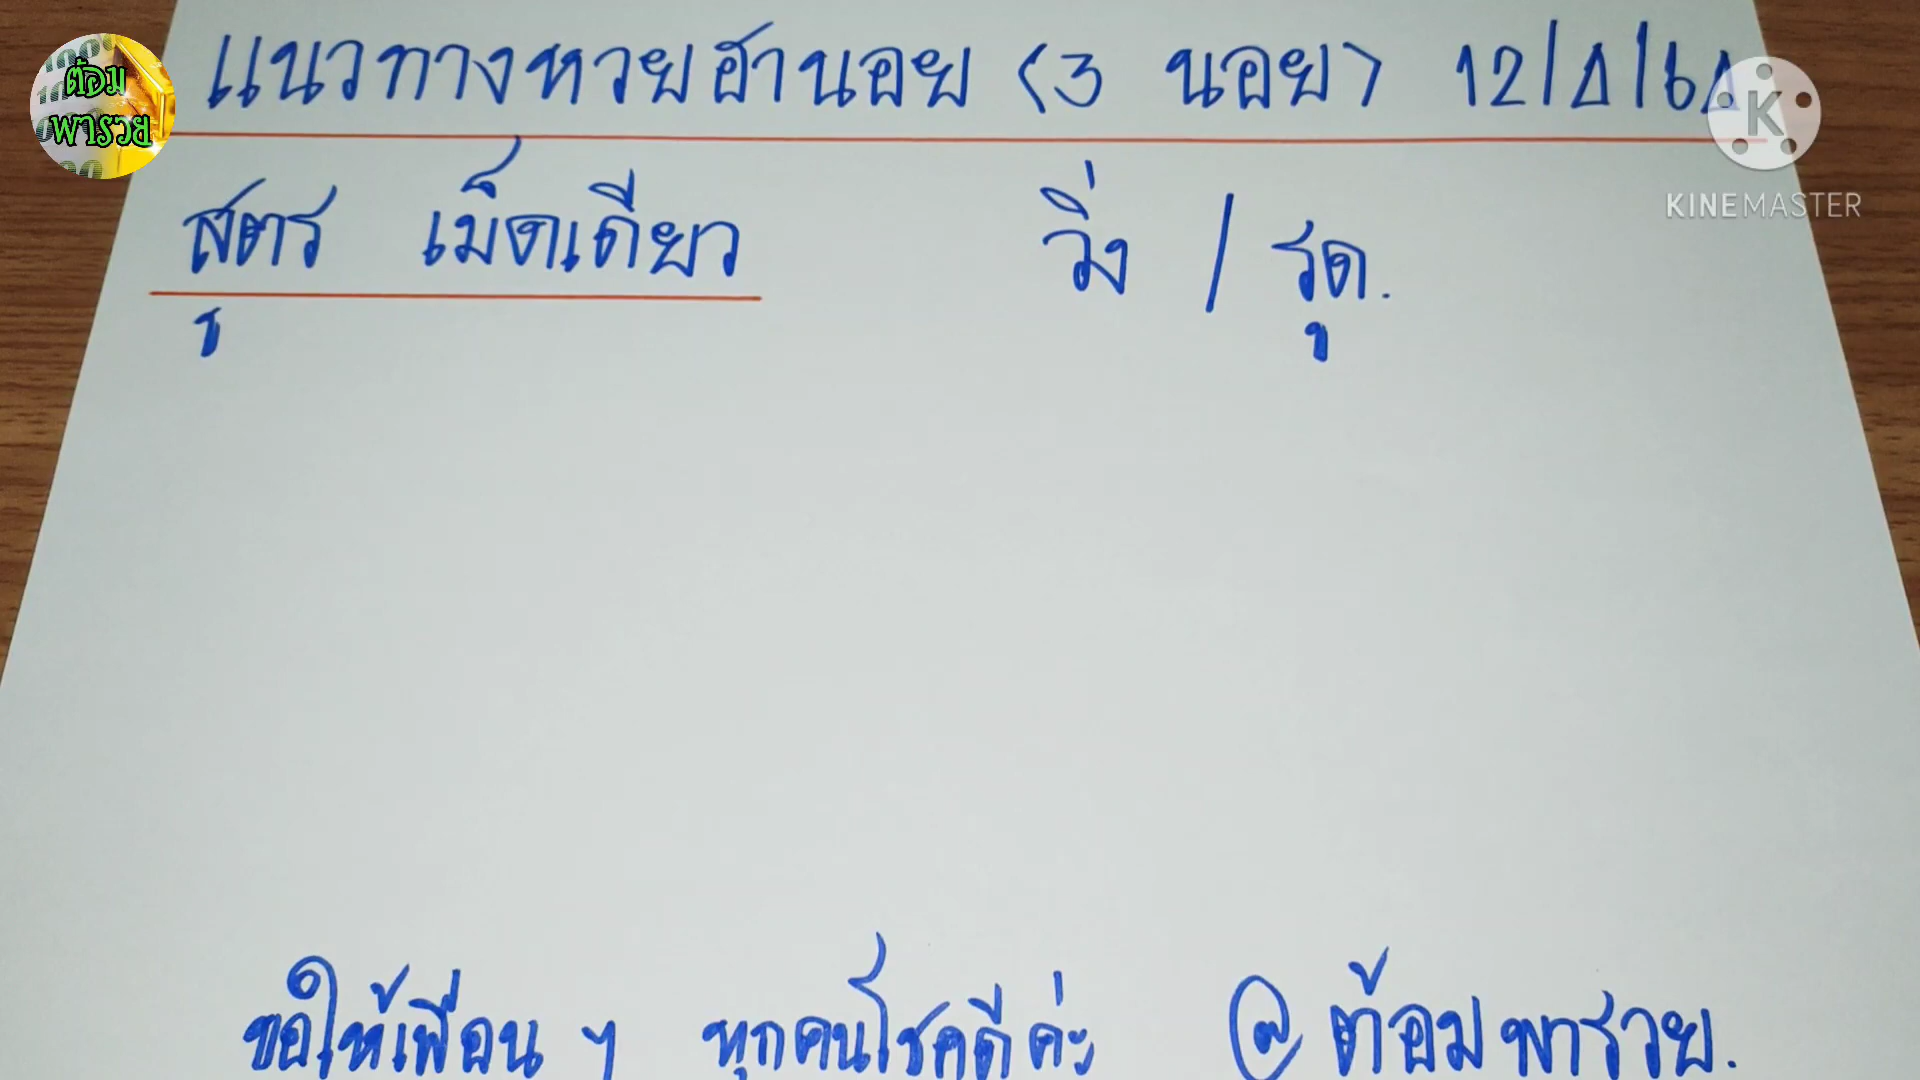 ต้อม
พารวย
แนวทางหวยฮานอย <3 นอย> 12/4/64
KINEMASTER
สูตร เม็ดเดียว วิ่ง / รูด.
ขอให้เพื่อน ๆ ทุกคนโชคดีค่ะ @ ต้อมพารวย.